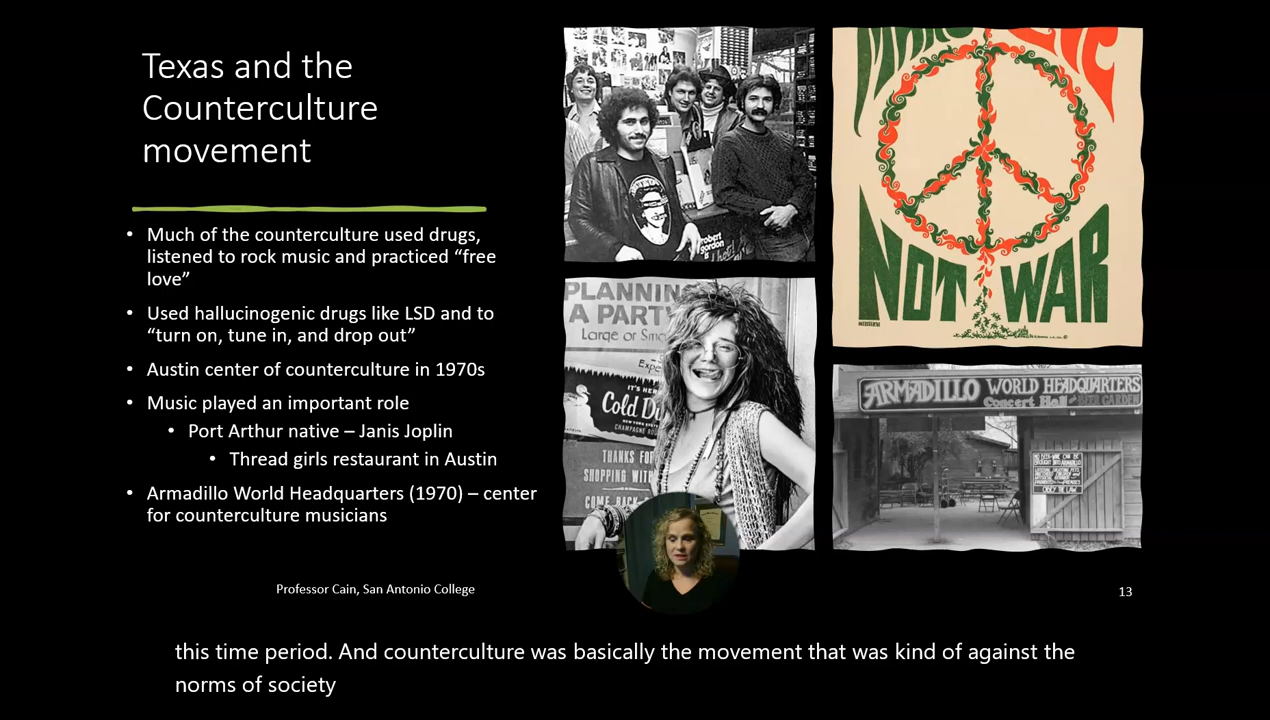 Texas and the
Counterculture
movement
• Much of the counterculture used drugs,
listened to rock music and practiced “free
love”
• Used hallucinogenic drugs like LSD and to
“turn on, tune in, and drop out”
• Austin center of counterculture in 1970s
• Music played an important role
• Port Arthur native – Janis Joplin
• Thread girls restaurant in Austin
• Armadillo World Headquarters (1970) – center
for counterculture musicians
robert
gordon
NOT WAR
PLANNING
A PARTY
Large or
IT'S HERE
Cold Du
THANKS FOR
SHOPPING WITH
COME BACK
ARMADILLO WORLD HEADQUARTERS
Concert Hall BEER GARDEN
Professor Cain, San Antonio College
13
this time period. And counterculture was basically the movement that was kind of against the
norms of society